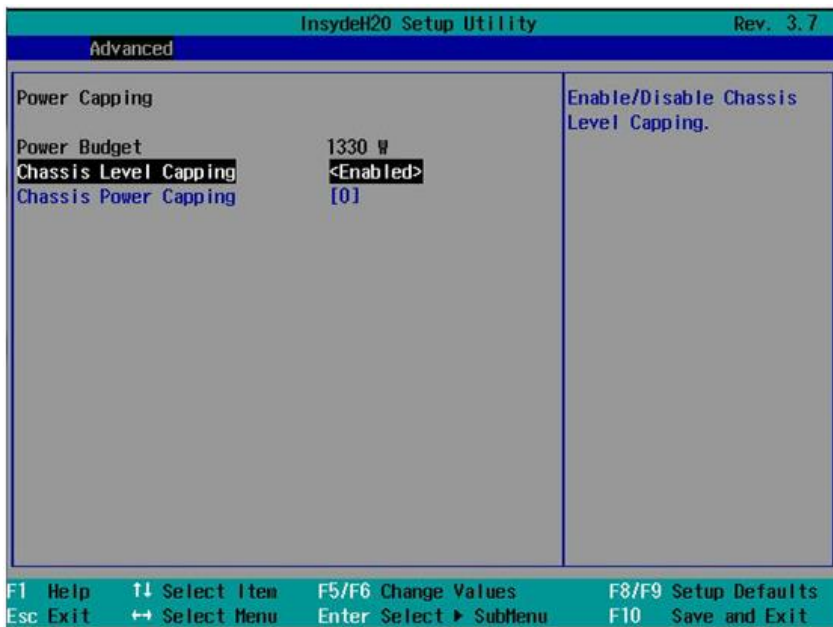 InsydeH20 Setup Utility Rev. 3.7
Advanced
Power Capping
Power Budget 1330 W
Chassis Level Capping <Enabled>
Chassis Power Capping [0]
Enable/Disable Chassis
Level Capping.
F1 Help ↑↓ Select Item F5/F6 Change Values F8/F9 Setup Defaults
Esc Exit ↔ Select Menu Enter Select ▶ SubMenu F10 Save and Exit